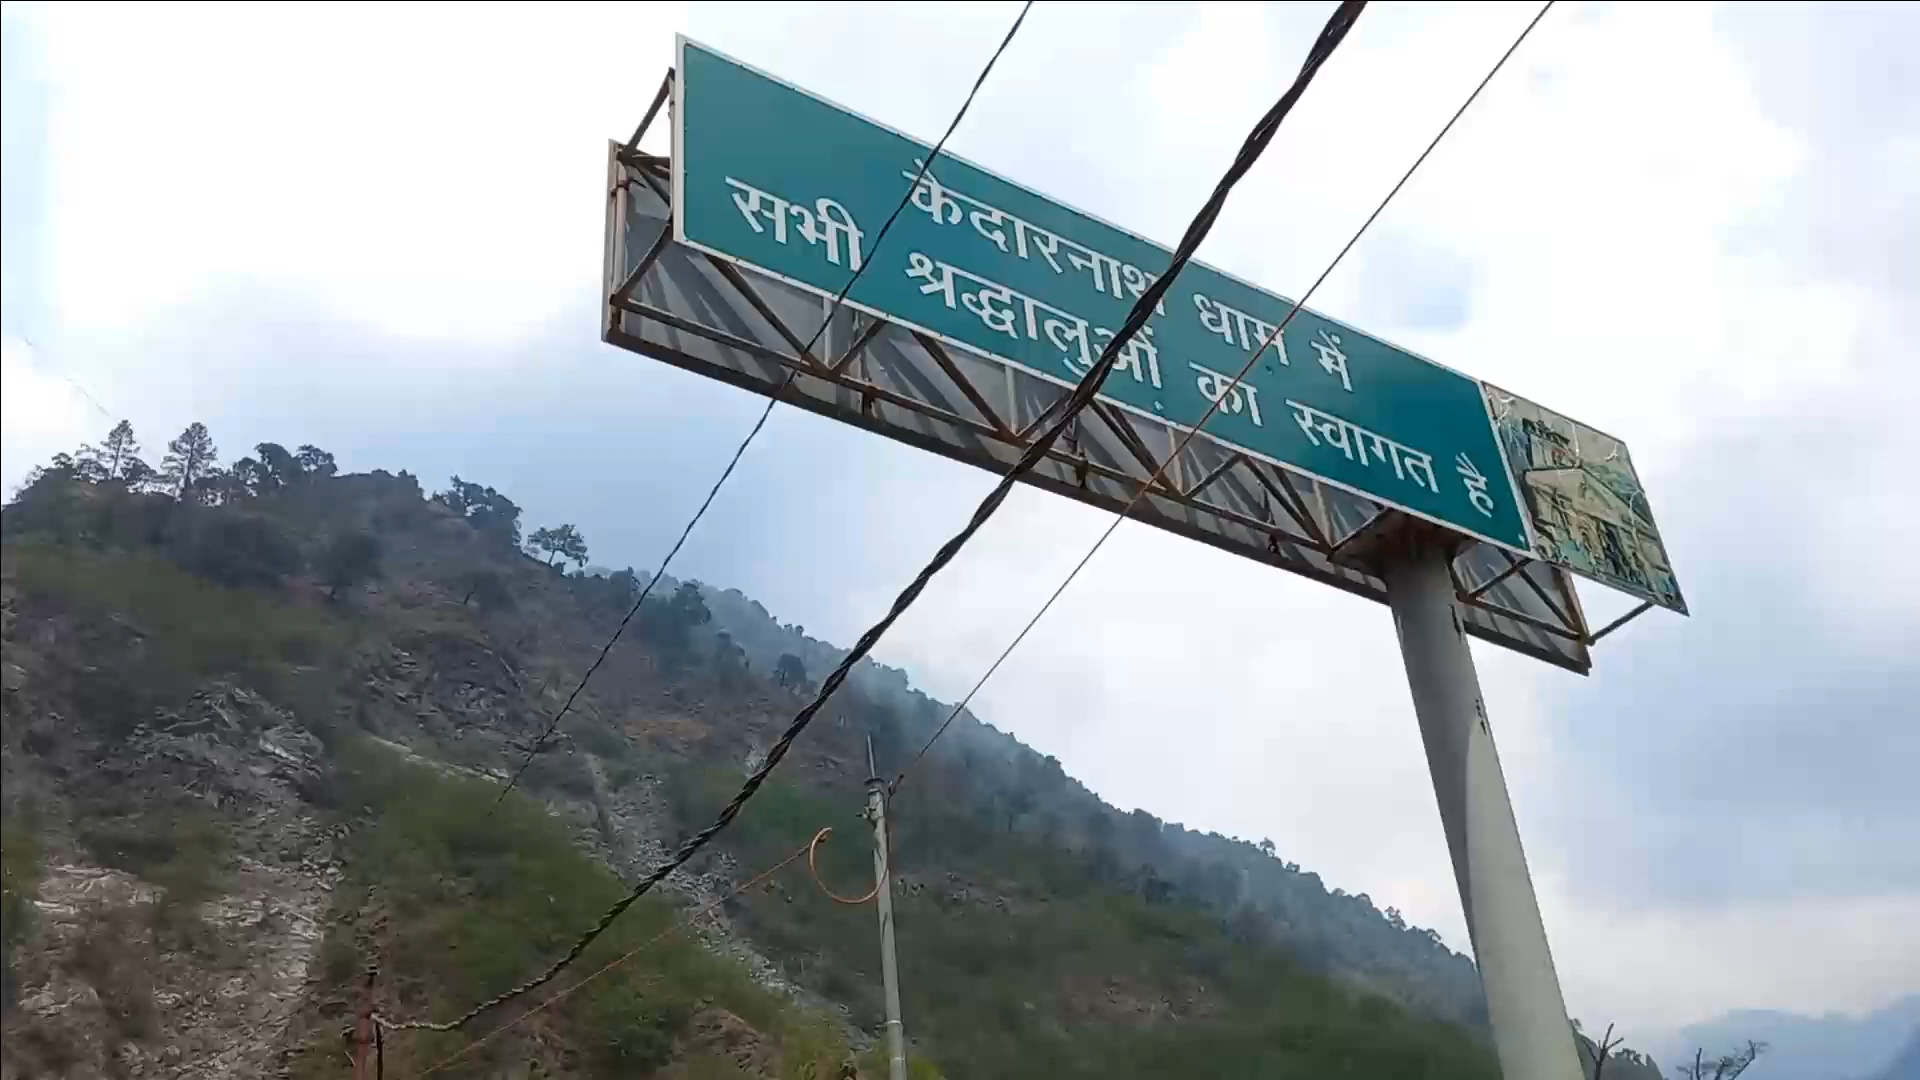 केदारनाथ धाम में
सभी श्रद्धालुओं का स्वागत है